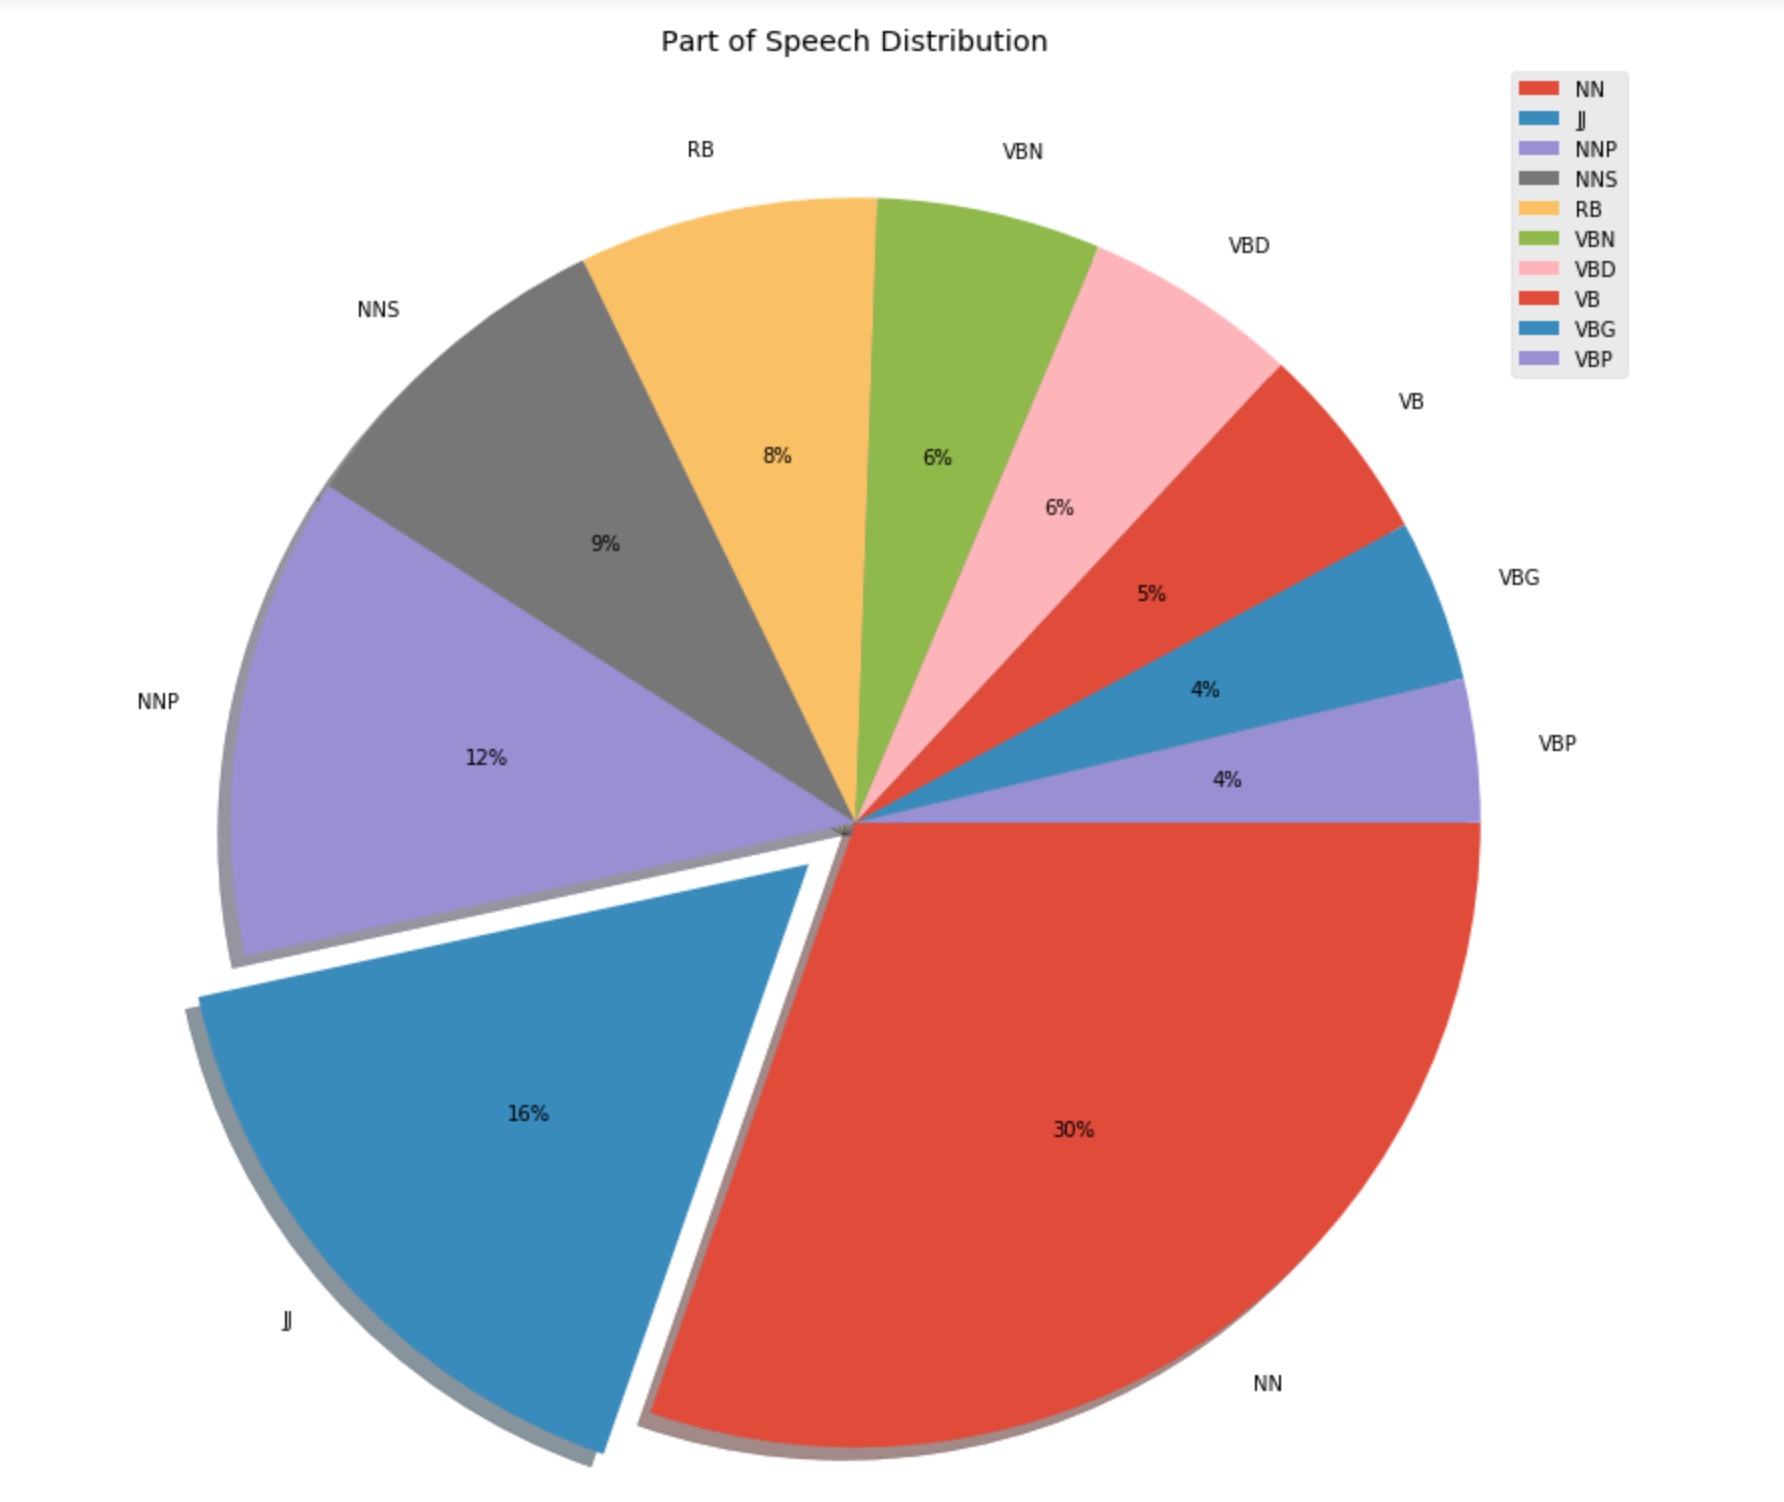 Part of Speech Distribution
NN
JJ
NNP
NNS
RB
VBN
VBD
VB
VBG
VBP
RB
VBN
VBD
NNS
VB
8%
6%
6%
9%
VBG
5%
4%
NNP
VBP
12%
4%
16%
30%
JJ
NN